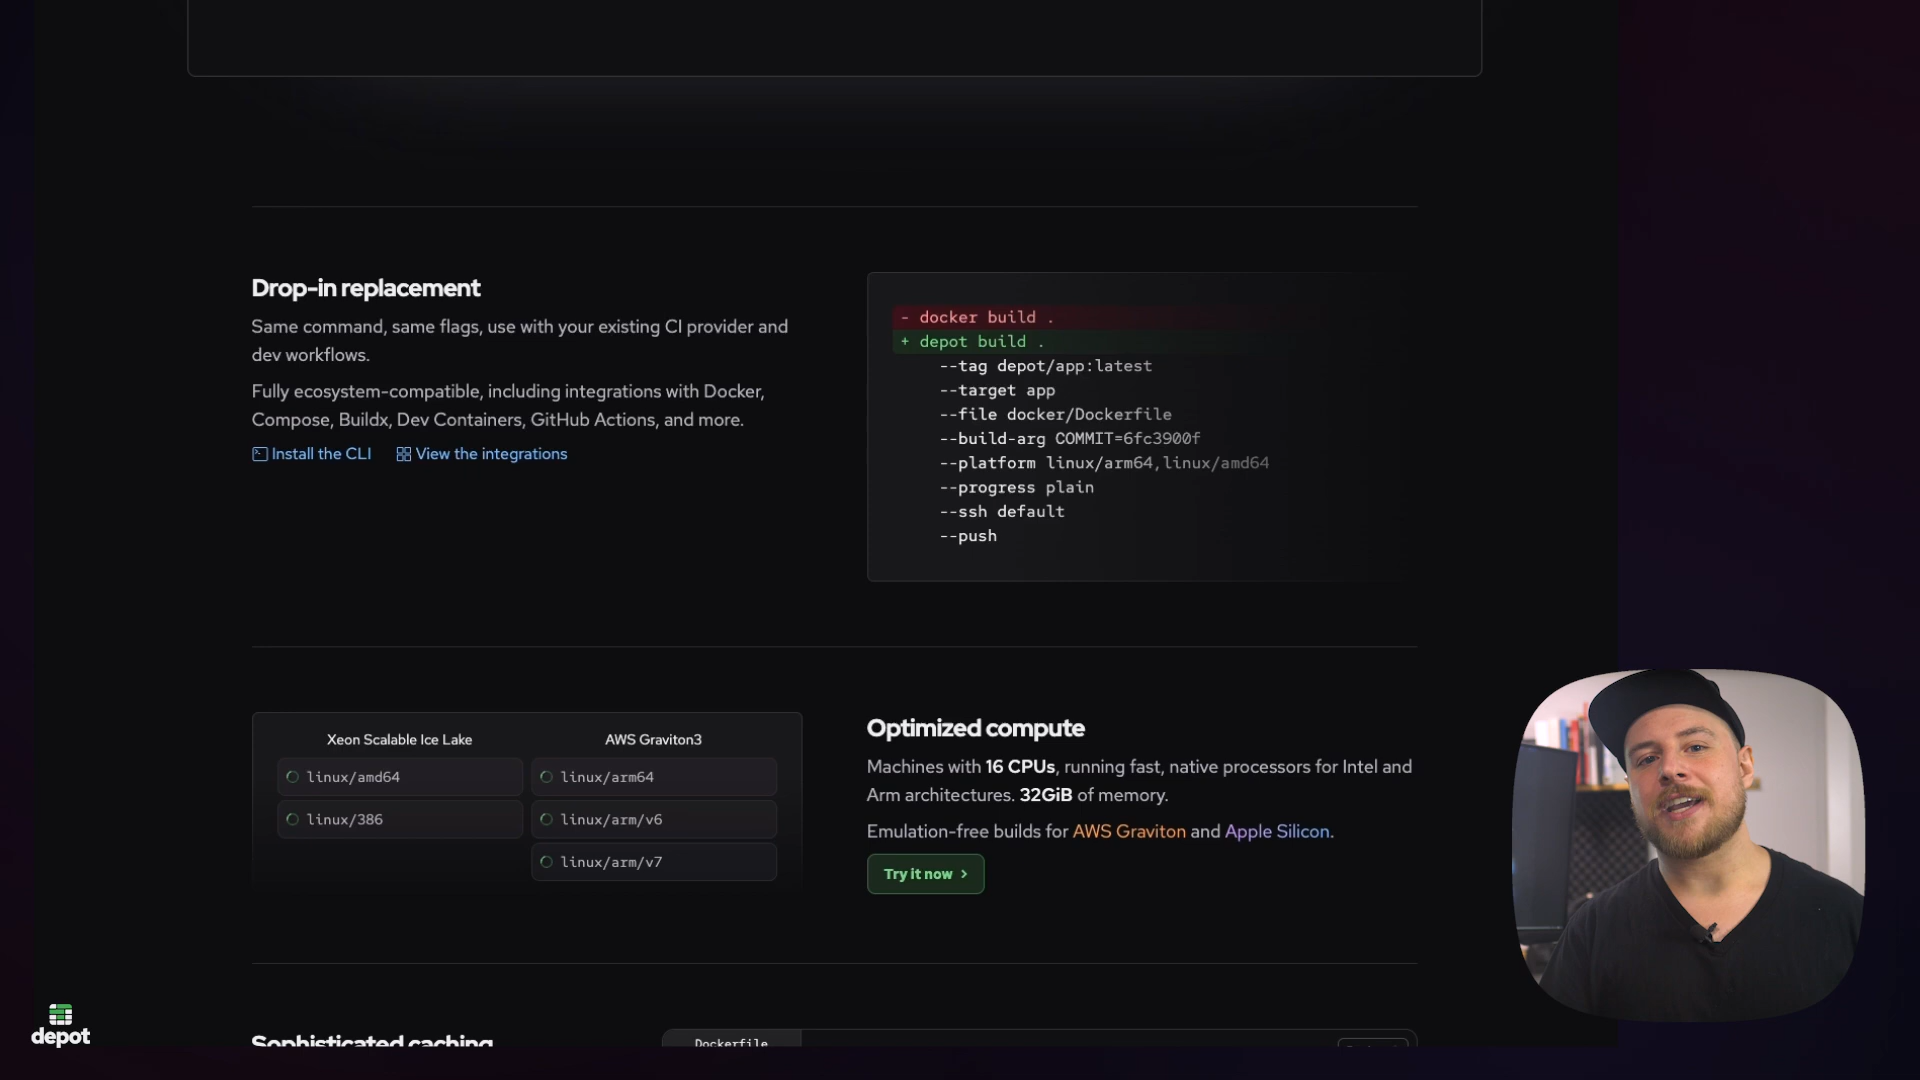 Drop-in replacement
Same command, same flags, use with your existing CI provider and
dev workflows.
Fully ecosystem-compatible, including integrations with Docker,
Compose, Buildx, Dev Containers, GitHub Actions, and more.
Install the CLI View the integrations
- docker build .
+ depot build .
--tag depot/app:latest
--target app
--file docker/Dockerfile
--build-arg COMMIT=6fc3900f
--platform linux/arm64,linux/amd64
--progress plain
--ssh default
--push
Xeon Scalable Ice Lake
linux/amd64
linux/386
AWS Graviton3
linux/arm64
linux/arm/v6
linux/arm/v7
Optimized compute
Machines with 16 CPUs, running fast, native processors for Intel and
Arm architectures. 32GiB of memory.
Emulation-free builds for AWS Graviton and Apple Silicon.
Try it now >
Sophisticated caching
Dockerfile
depot